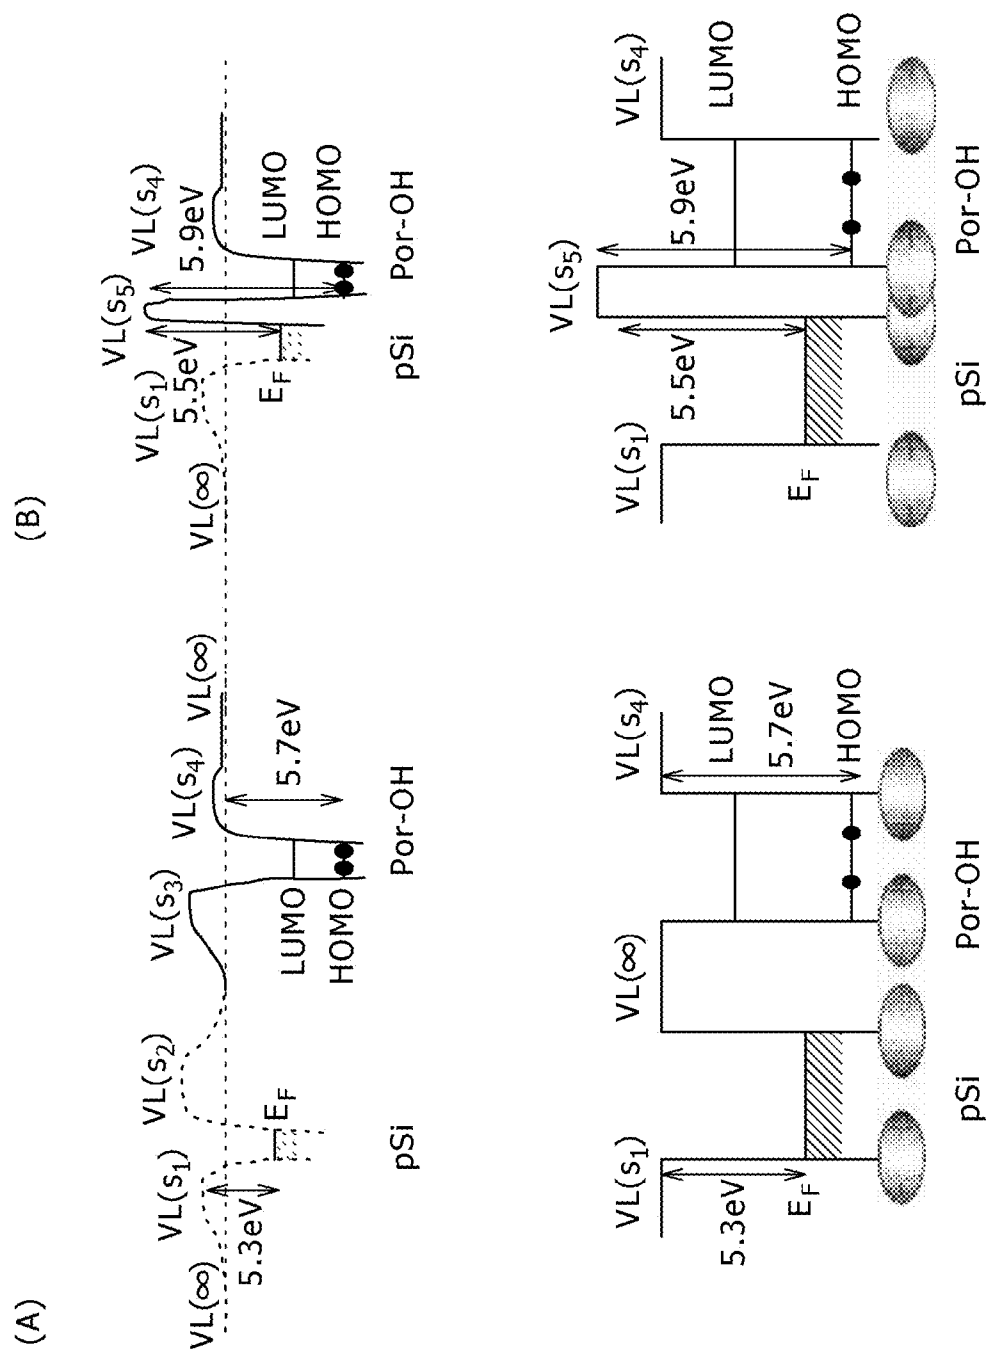 (A)
VL(∞)
VL(s1)
VL(s2)
VL(s3)
VL(s4)
VL(∞)
5.3eV
EF
LUMO
HOMO
5.7eV
pSi
Por-OH
VL(s1)
VL(∞)
VL(s4)
5.3eV
EF
LUMO
5.7eV
HOMO
pSi
Por-OH
(B)
VL(∞)
VL(s1)
VL(s5)
VL(s4)
5.5eV
5.9eV
EF
LUMO
HOMO
pSi
Por-OH
VL(s1)
VL(s5)
VL(s4)
5.5eV
5.9eV
LUMO
EF
HOMO
pSi
Por-OH